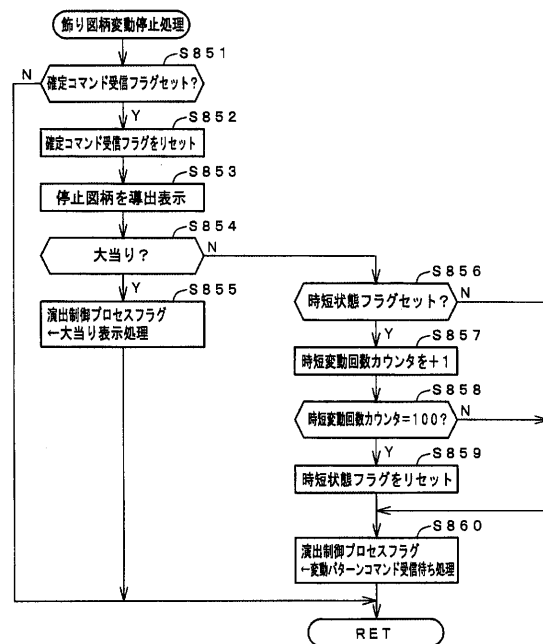 飾り図柄変動停止処理
S851
N
確定コマンド受信フラグセット?
Y
S852
確定コマンド受信フラグをリセット
S853
停止図柄を導出表示
S854
大当り?
N
Y
S855
演出制御プロセスフラグ
←大当り表示処理
S856
時短状態フラグセット?
N
Y
S857
時短変動回数カウンタを+1
S858
時短変動回数カウンタ=100?
N
Y
S859
時短状態フラグをリセット
S860
演出制御プロセスフラグ
←変動パターンコマンド受信待ち処理
RET